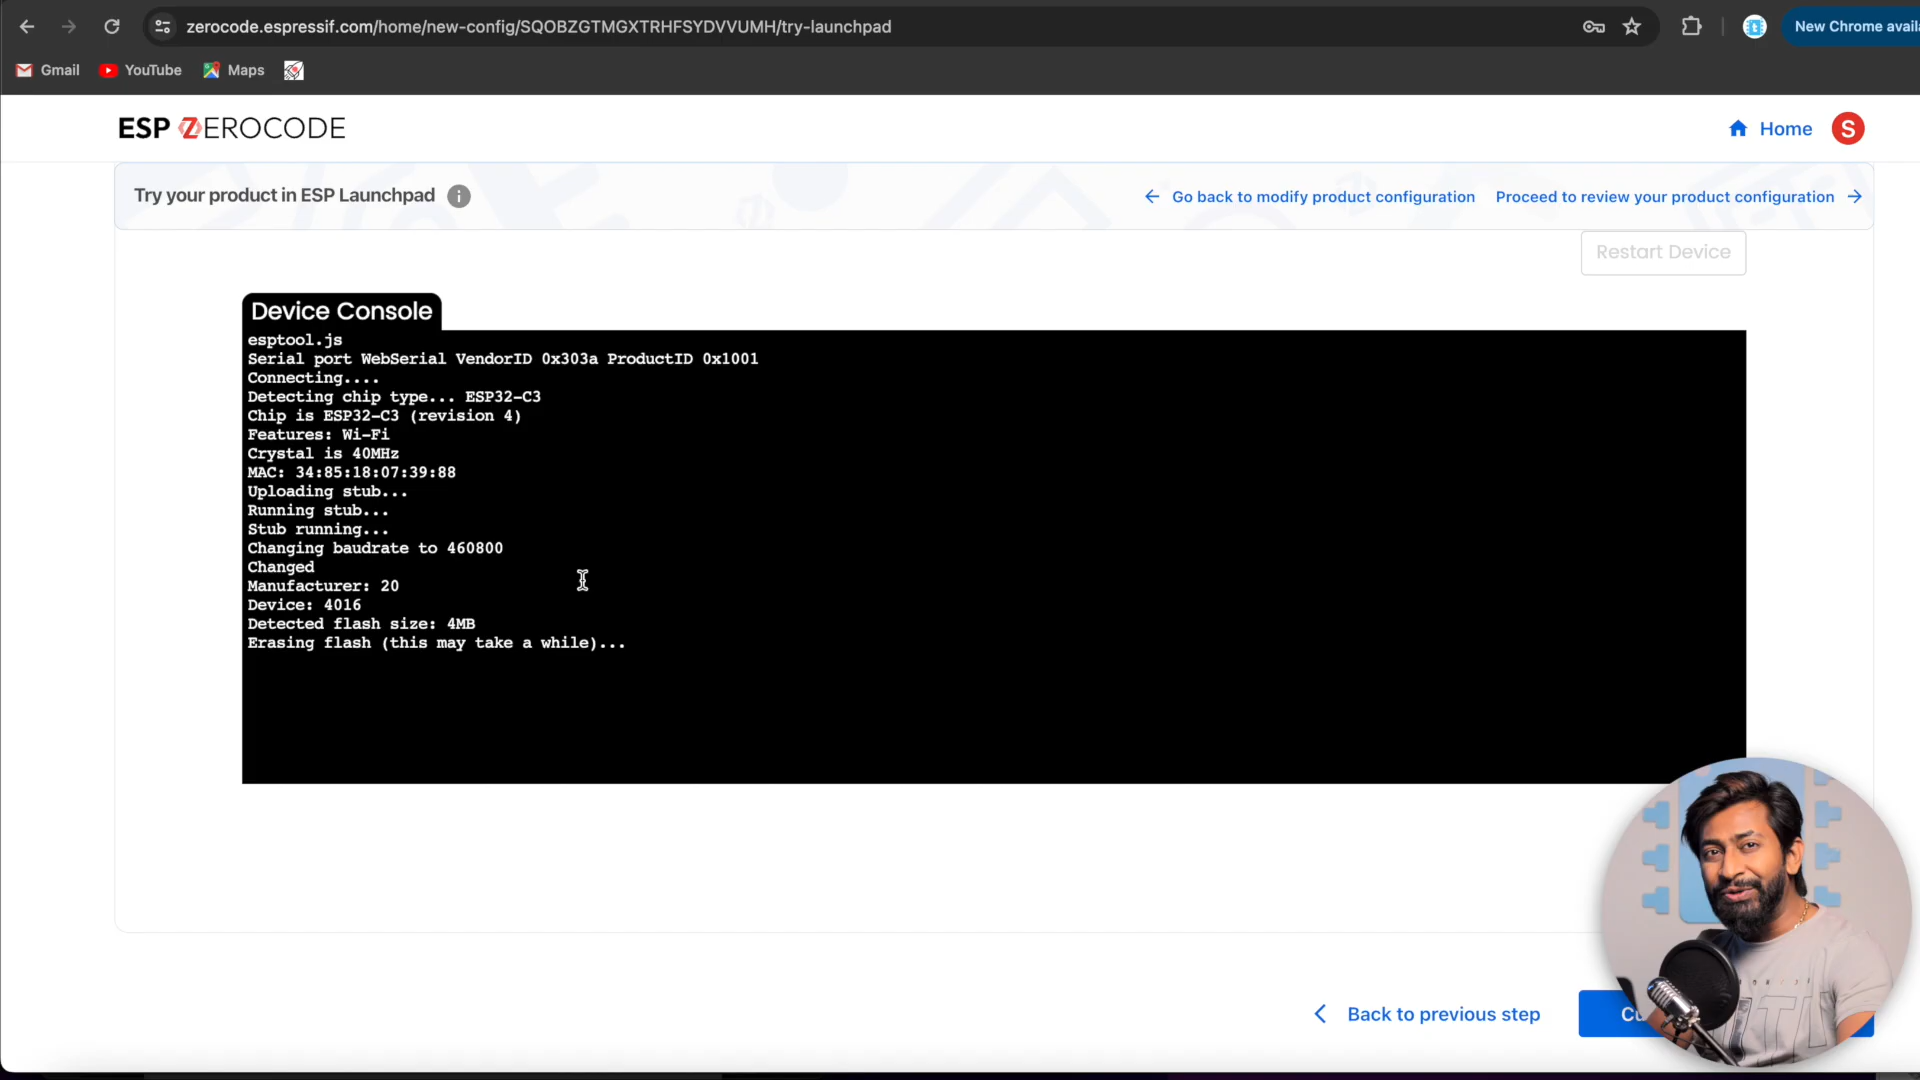 zerocode.espressif.com/home/new-config/SQOBZGTMGXTRHFSYDVVUMH/try-launchpad
New Chrome
Gmail
YouTube
Maps
ESP ZEROCODE
Home
S
Try your product in ESP Launchpad
Go back to modify product configuration
Proceed to review your product configuration
Restart Device
Device Console
esptool.js
Serial port WebSerial VendorID 0x303a ProductID 0x1001
Connecting....
Detecting chip type... ESP32-C3
Chip is ESP32-C3 (revision 4)
Features: Wi-Fi
Crystal is 40MHz
MAC: 34:85:18:07:39:88
Uploading stub...
Running stub...
Stub running...
Changing baudrate to 460800
Changed
Manufacturer: 20
Device: 4016
Detected flash size: 4MB
Erasing flash (this may take a while)...
Back to previous step